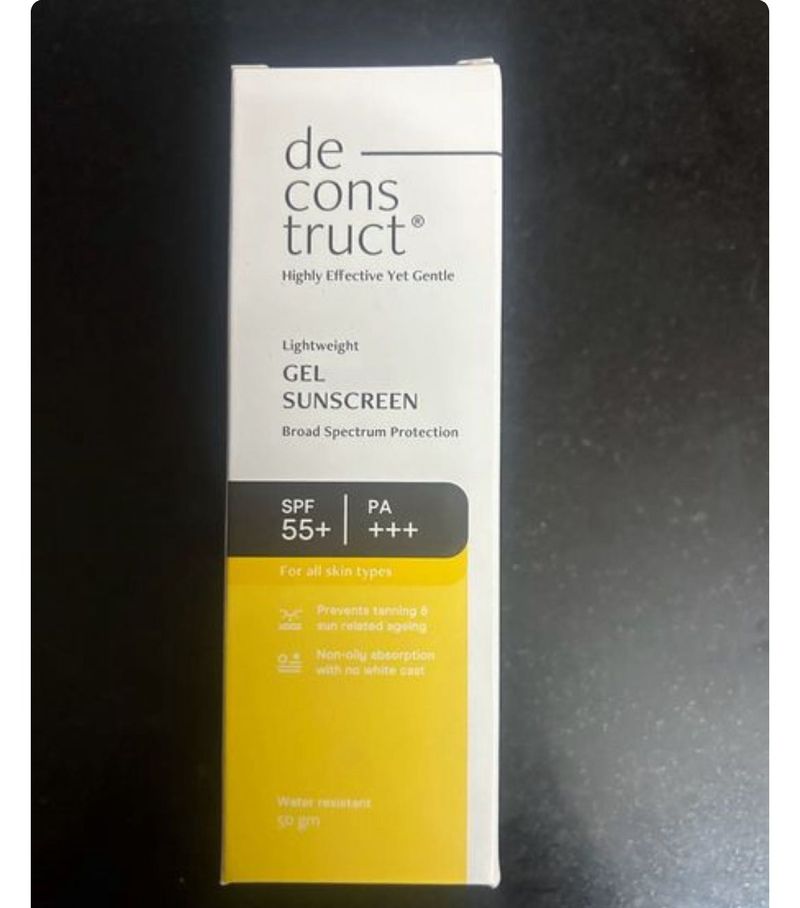 de
cons
truct®
Highly Effective Yet Gentle
Lightweight
GEL
SUNSCREEN
Broad Spectrum Protection
SPF
55+
PA
+++
For all skin types
Prevents tanning &
sun related ageing
Non-oily absorption
with no white cast
Water resistant
50 gm